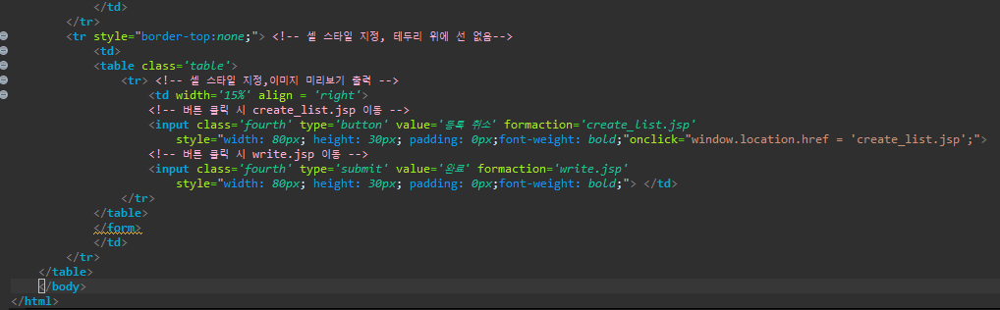 </td>
</tr>
<tr style="border-top:none;"> <!-- 셀 스타일 지정, 테두리 위에 선 없음-->
<td>
<table class='table'>
<tr> <!-- 셀 스타일 지정,이미지 미리보기 출력 -->
<td width='15%' align = 'right'>
<!-- 버튼 클릭 시 create_list.jsp 이동 -->
<input class='fourth' type='button' value='등록 취소' formaction='create_list.jsp'
style="width: 80px; height: 30px; padding: 0px;font-weight: bold;"onclick="window.location.href = 'create_list.jsp';">
<!-- 버튼 클릭 시 write.jsp 이동 -->
<input class='fourth' type='submit' value='완료' formaction='write.jsp'
style="width: 80px; height: 30px; padding: 0px;font-weight: bold;"> </td>
</tr>
</table>
</form>
</td>
</tr>
</table>
</body>
</html>